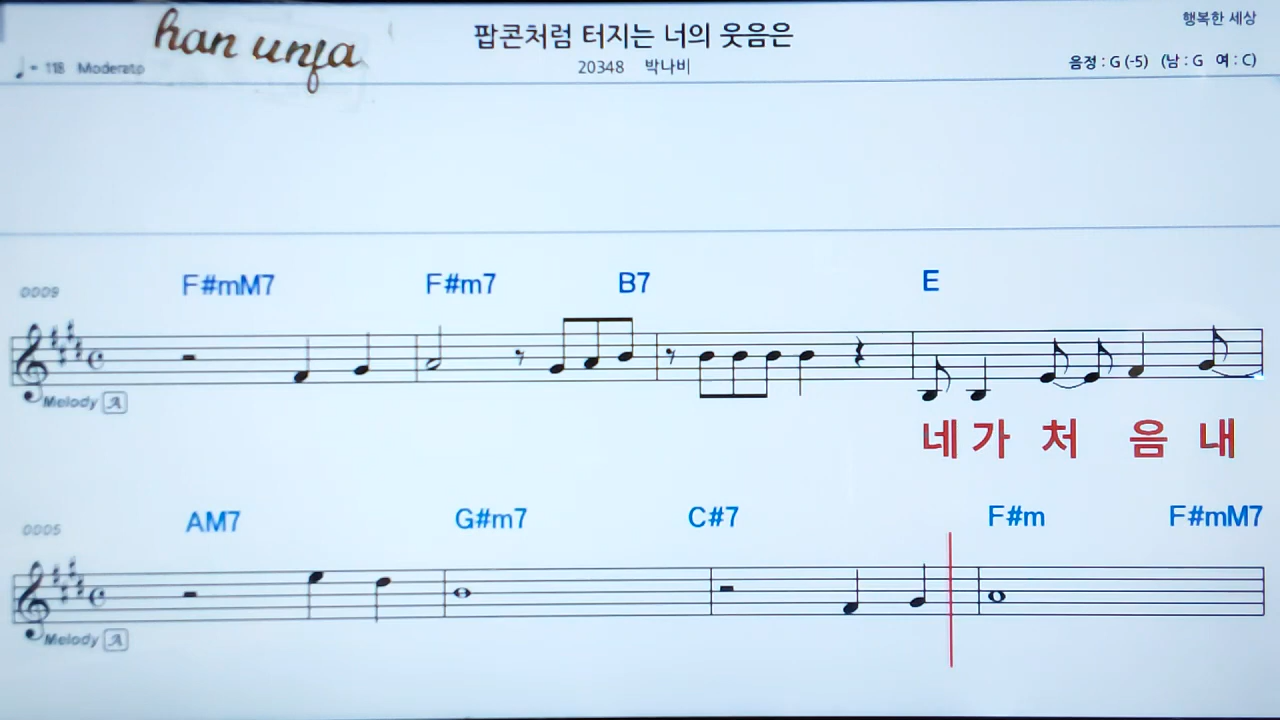 han unja
팝콘처럼 터지는 너의 웃음은
행복한 세상
♩= 118 Moderato
20348 박나비
음정 : G (-5) (남 : G 여 : C)
0009 F#mM7 F#m7 B7 E
Melody A
네 가 처 음 내
0005 AM7 G#m7 C#7 F#m F#mM7
Melody A